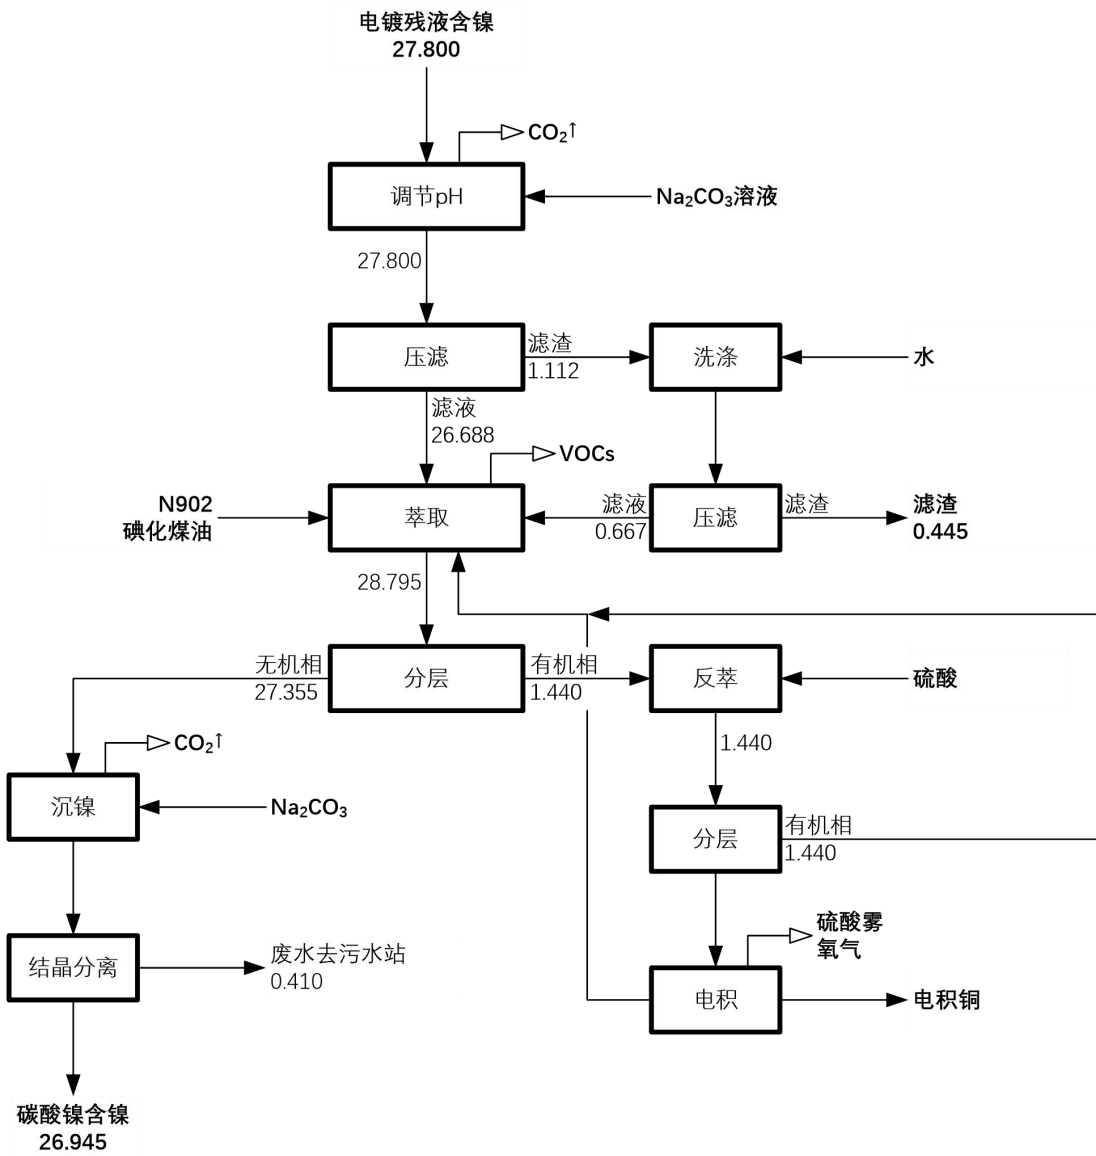 电镀残液含镍
27.800
CO₂↑
调节pH
Na₂CO₃溶液
27.800
压滤
滤渣
1.112
洗涤
水
滤液
26.688
VOCs
N902
碘化煤油
萃取
滤液
0.667
压滤
滤渣
滤渣
0.445
28.795
无机相
27.355
分层
有机相
1.440
反萃
硫酸
CO₂↑
1.440
沉镍
Na₂CO₃
分层
有机相
1.440
硫酸雾
氧气
结晶分离
废水去污水站
0.410
电积
电积铜
碳酸镍含镍
26.945